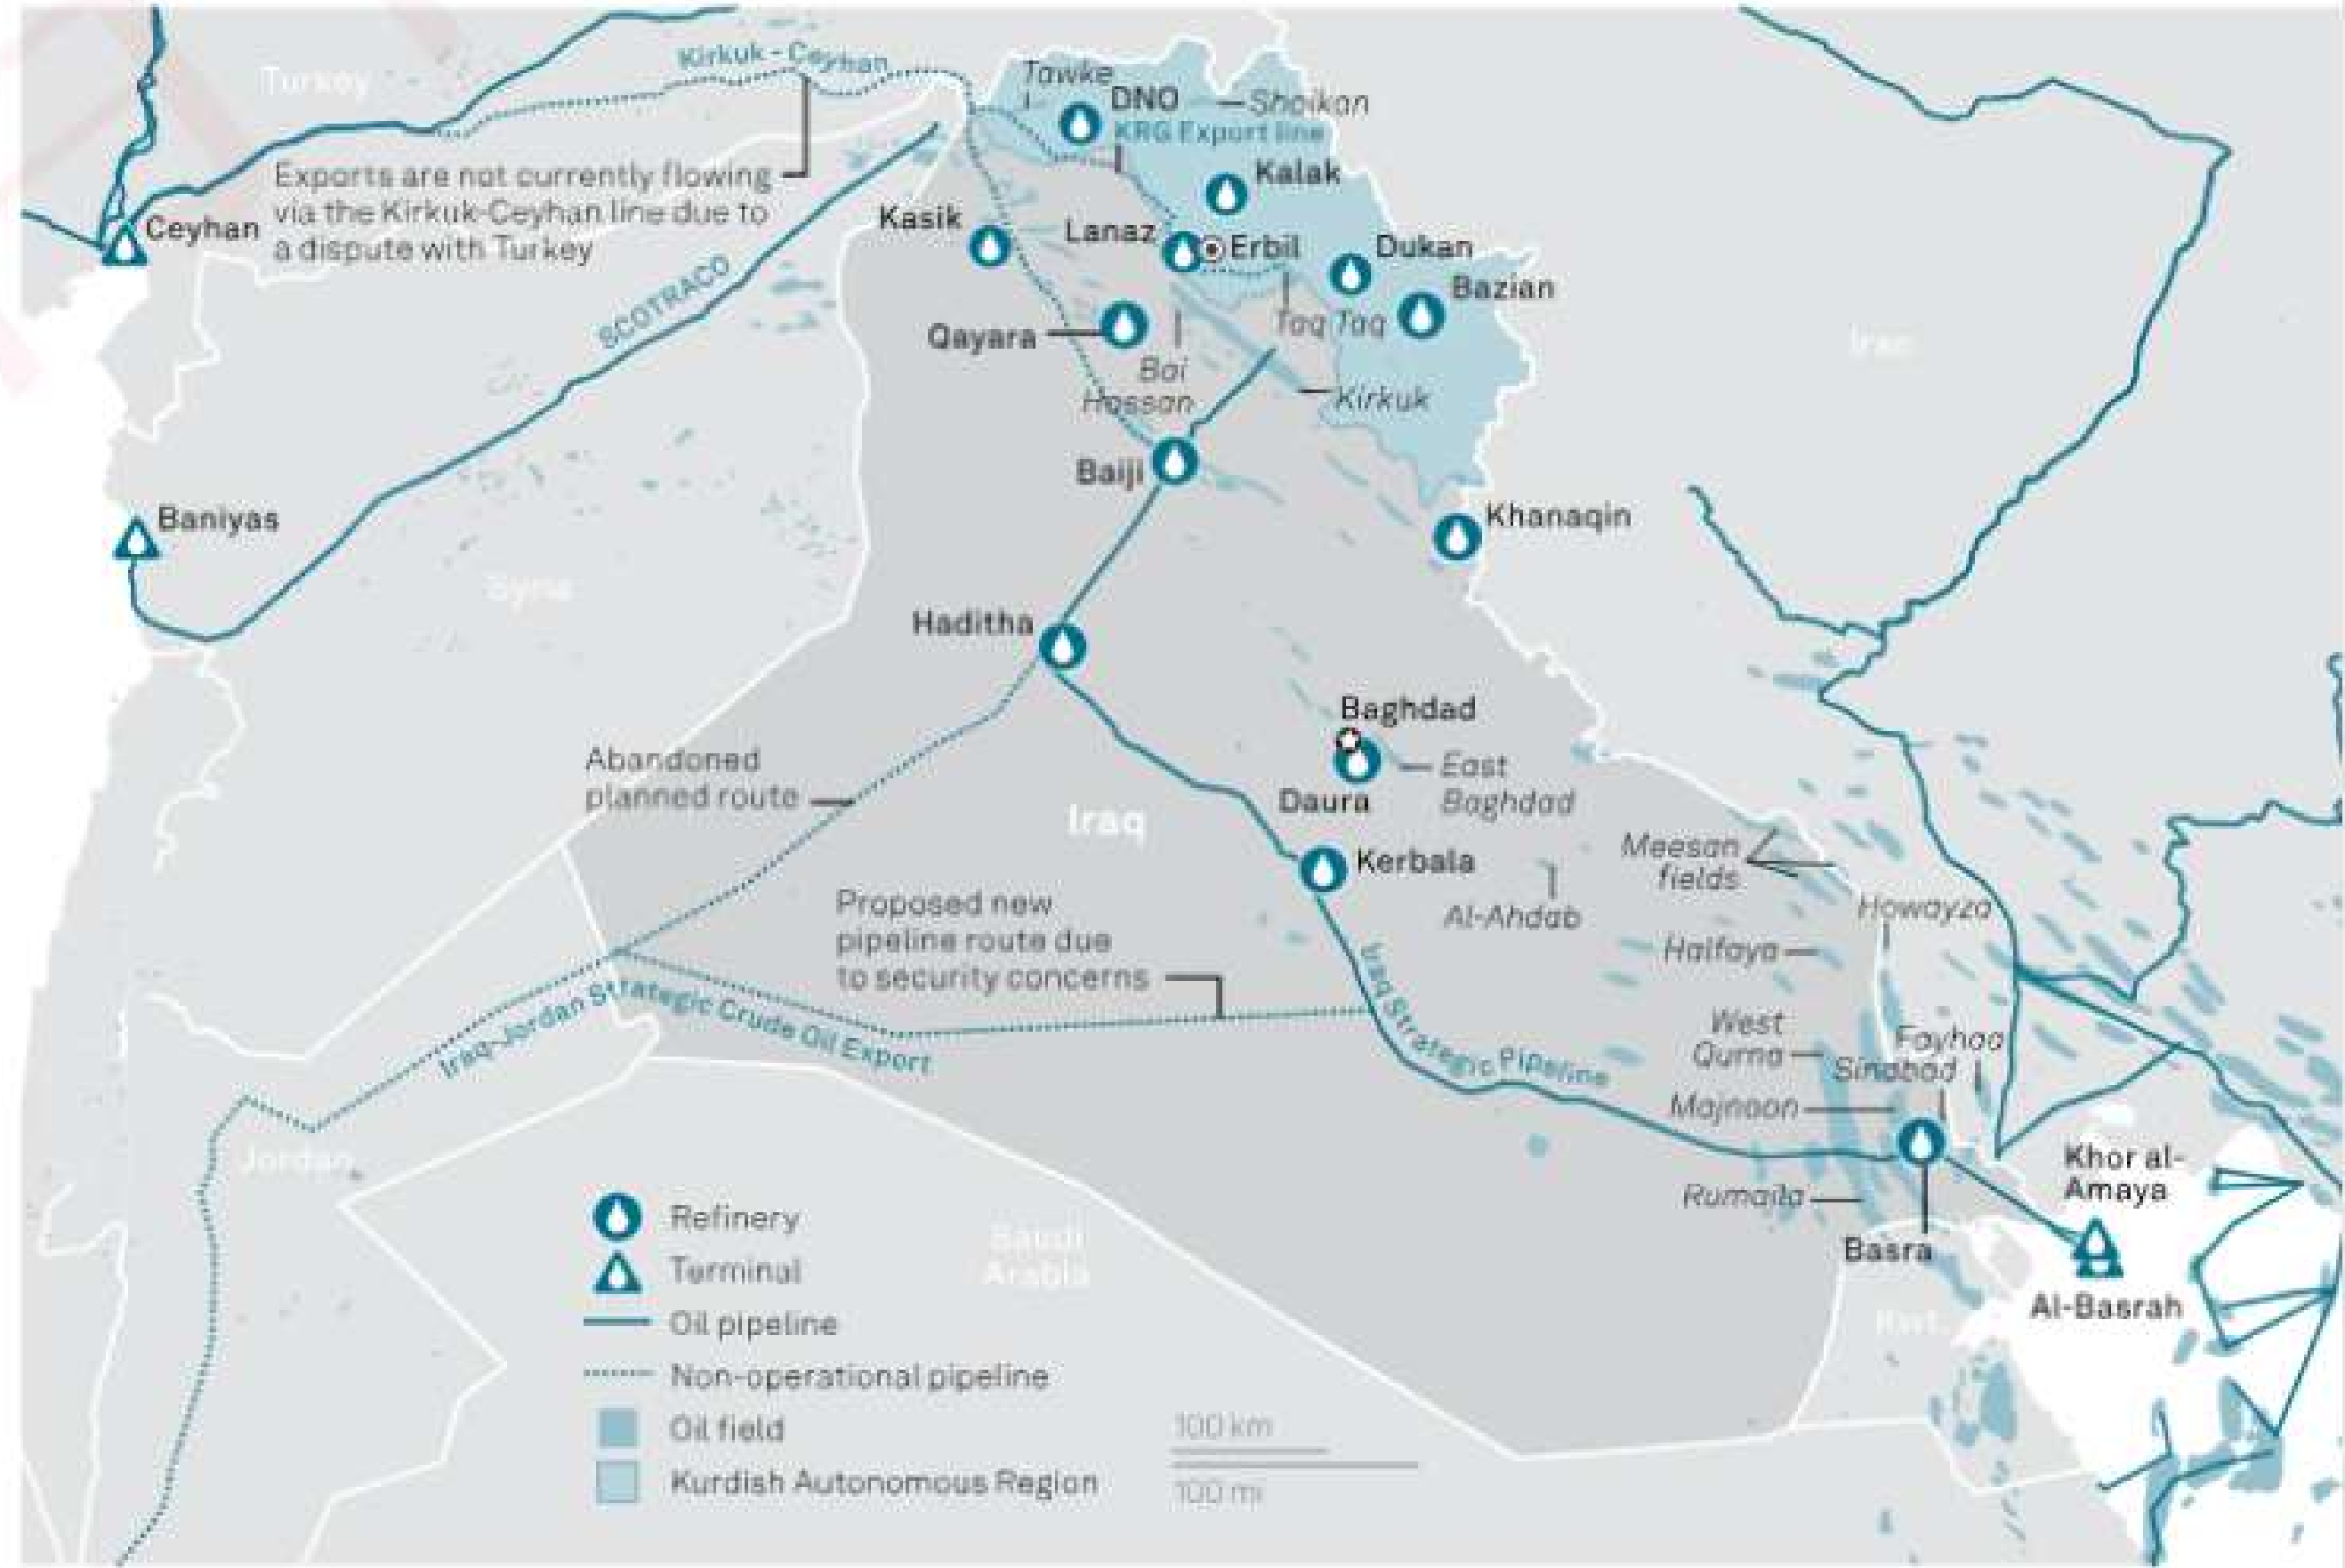 Turkey
Kirkuk - Ceyhan
Tawke
DNO
Shaikan
KRG Export line
Kalak
Exports are not currently flowing
via the Kirkuk-Ceyhan line due to
a dispute with Turkey
Ceyhan
Kasik
Lanaz
Erbil
Dukan
Bazian
SCOTRACO
Qayara
Taq Taq
Bai
Hassan
Kirkuk
Iran
Baiji
Baniyas
Khanaqin
Syria
Haditha
Baghdad
East
Baghdad
Daura
Abandoned
planned route
Iraq
Kerbala
Meesan
fields
Al-Ahdab
Howayza
Halfaya
Proposed new
pipeline route due
to security concerns
Iraq-Jordan Strategic Crude Oil Export
Iraq Strategic Pipeline
West
Qurna
Fayhaa
Sinabad
Majnoon
Jordan
Rumaila
Basra
Khor al-
Amaya
Al-Basrah
Saudi
Arabia
Kwt.
Refinery
Terminal
Oil pipeline
Non-operational pipeline
Oil field
Kurdish Autonomous Region
100 km
100 mi